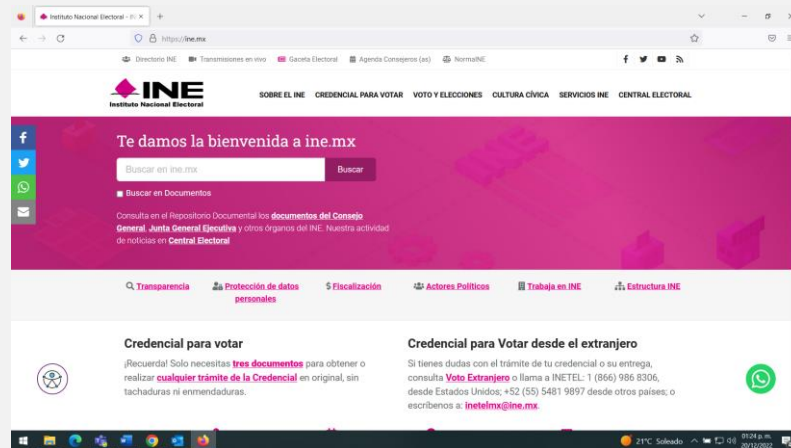 Instituto Nacional Electoral - IN
https://ine.mx
Directorio INE Transmisiones en vivo Gaceta Electoral Agenda Consejeros (as) NormaINE
INE
Instituto Nacional Electoral
SOBRE EL INE CREDENCIAL PARA VOTAR VOTO Y ELECCIONES CULTURA CÍVICA SERVICIOS INE CENTRAL ELECTORAL
Te damos la bienvenida a ine.mx
Buscar en ine.mx Buscar
Buscar en Documentos
Consulta en el Repositorio Documental los documentos del Consejo
General, Junta General Ejecutiva y otros órganos del INE. Nuestra actividad
de noticias en Central Electoral
Transparencia Protección de datos personales Fiscalización Actores Políticos Trabaja en INE Estructura INE
Credencial para votar
¡Recuerda! Solo necesitas tres documentos para obtener o
realizar cualquier trámite de la Credencial en original, sin
tachaduras ni enmendaduras.
Credencial para Votar desde el extranjero
Si tienes dudas con el trámite de tu credencial o su entrega,
consulta Voto Extranjero o llama a INETEL: 1 (866) 986 8306,
desde Estados Unidos; +52 (55) 5481 9897 desde otros países; o
escríbenos a: inetelmx@ine.mx.
21°C Soleado
01:24 p. m.
20/12/2022